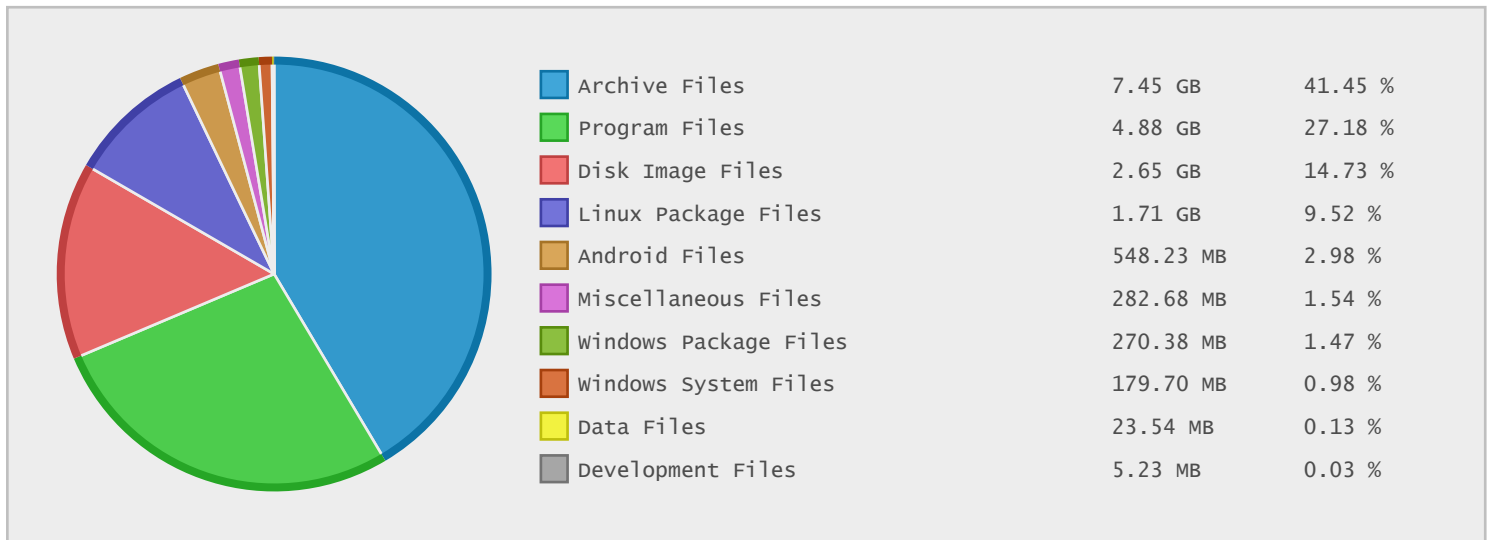 Archive Files 7.45 GB 41.45 %
Program Files 4.88 GB 27.18 %
Disk Image Files 2.65 GB 14.73 %
Linux Package Files 1.71 GB 9.52 %
Android Files 548.23 MB 2.98 %
Miscellaneous Files 282.68 MB 1.54 %
Windows Package Files 270.38 MB 1.47 %
Windows System Files 179.70 MB 0.98 %
Data Files 23.54 MB 0.13 %
Development Files 5.23 MB 0.03 %